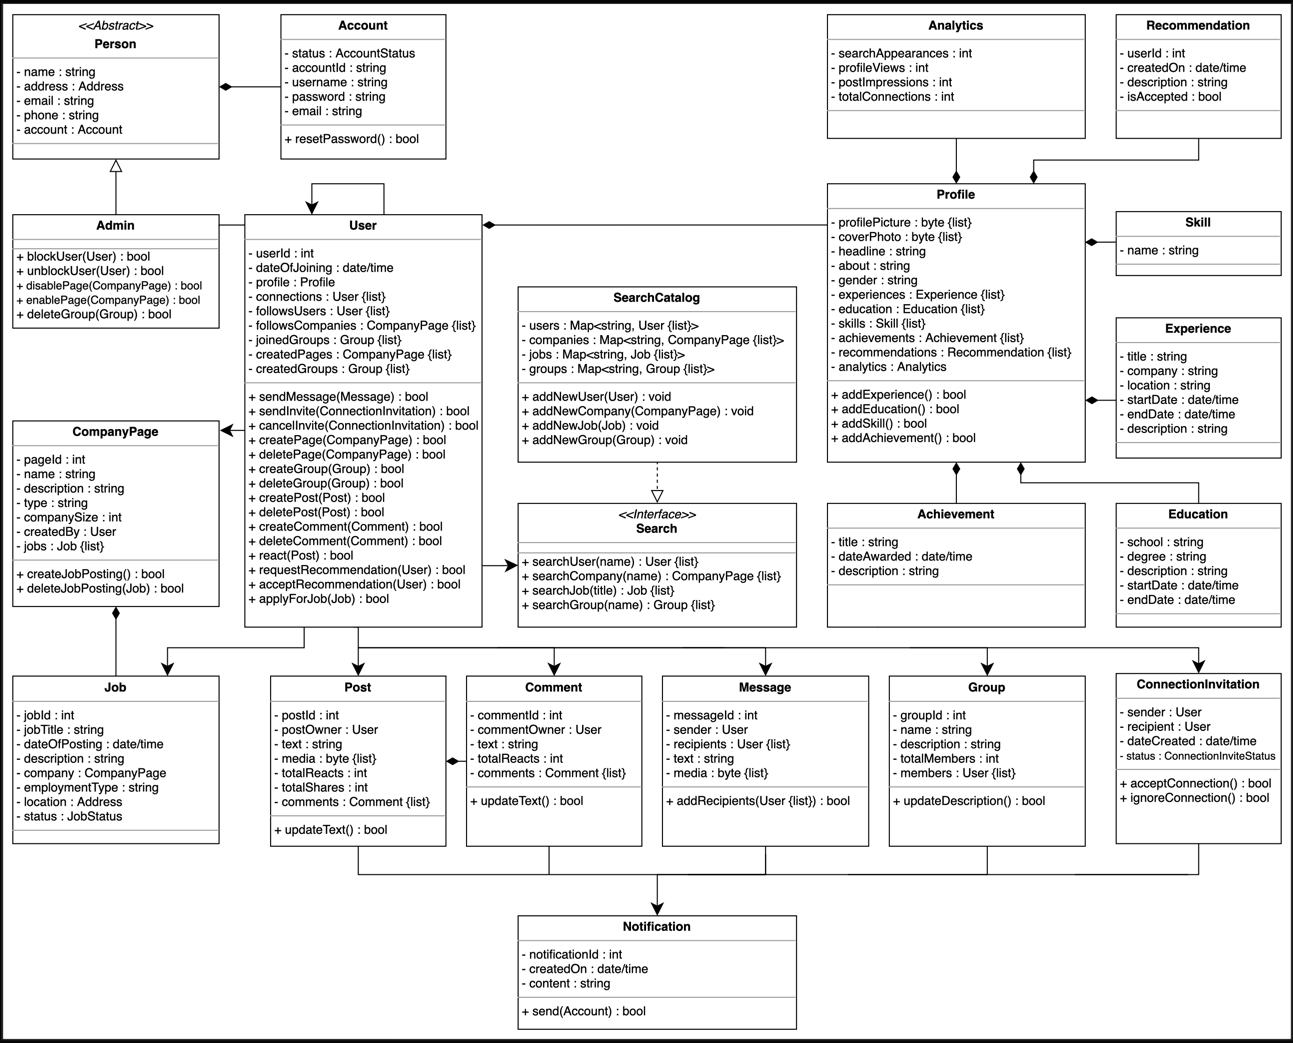 <<Abstract>>
Person
- name : string
- address : Address
- email : string
- phone : string
- account : Account
Account
- status : AccountStatus
- accountId : string
- username : string
- password : string
- email : string
+ resetPassword() : bool
Analytics
- searchAppearances : int
- profileViews : int
- postImpressions : int
- totalConnections : int
Recommendation
- userId : int
- createdOn : date/time
- description : string
- isAccepted : bool
Admin
+ blockUser(User) : bool
+ unblockUser(User) : bool
+ disablePage(CompanyPage) : bool
+ enablePage(CompanyPage) : bool
+ deleteGroup(Group) : bool
User
- userId : int
- dateOfJoining : date/time
- profile : Profile
- connections : User {list}
- followsUsers : User {list}
- followsCompanies : CompanyPage {list}
- joinedGroups : Group {list}
- createdPages : CompanyPage {list}
- createdGroups : Group {list}
+ sendMessage(Message) : bool
+ sendInvite(ConnectionInvitation) : bool
+ cancelInvite(ConnectionInvitation) : bool
+ createPage(CompanyPage) : bool
+ deletePage(CompanyPage) : bool
+ createGroup(Group) : bool
+ deleteGroup(Group) : bool
+ createPost(Post) : bool
+ deletePost(Post) : bool
+ createComment(Comment) : bool
+ deleteComment(Comment) : bool
+ react(Post) : bool
+ requestRecommendation(User) : bool
+ acceptRecommendation(User) : bool
+ applyForJob(Job) : bool
SearchCatalog
- users : Map<string, User {list}>
- companies : Map<string, CompanyPage {list}>
- jobs : Map<string, Job {list}>
- groups : Map<string, Group {list}>
+ addNewUser(User) : void
+ addNewCompany(CompanyPage) : void
+ addNewJob(Job) : void
+ addNewGroup(Group) : void
Profile
- profilePicture : byte {list}
- coverPhoto : byte {list}
- headline : string
- about : string
- gender : string
- experiences : Experience {list}
- education : Education {list}
- skills : Skill {list}
- achievements : Achievement {list}
- recommendations : Recommendation {list}
- analytics : Analytics
+ addExperience() : bool
+ addEducation() : bool
+ addSkill() : bool
+ addAchievement() : bool
Skill
- name : string
Experience
- title : string
- company : string
- location : string
- startDate : date/time
- endDate : date/time
- description : string
CompanyPage
- pageId : int
- name : string
- description : string
- type : string
- companySize : int
- createdBy : User
- jobs : Job {list}
+ createJobPosting() : bool
+ deleteJobPosting(Job) : bool
<<Interface>>
Search
+ searchUser(name) : User {list}
+ searchCompany(name) : CompanyPage {list}
+ searchJob(title) : Job {list}
+ searchGroup(name) : Group {list}
Achievement
- title : string
- dateAwarded : date/time
- description : string
Education
- school : string
- degree : string
- description : string
- startDate : date/time
- endDate : date/time
Job
- jobId : int
- jobTitle : string
- dateOfPosting : date/time
- description : string
- company : CompanyPage
- employmentType : string
- location : Address
- status : JobStatus
Post
- postId : int
- postOwner : User
- text : string
- media : byte {list}
- totalReacts : int
- totalShares : int
- comments : Comment {list}
+ updateText() : bool
Comment
- commentId : int
- commentOwner : User
- text : string
- totalReacts : int
- comments : Comment {list}
+ updateText() : bool
Message
- messageId : int
- sender : User
- recipients : User {list}
- text : string
- media : byte {list}
+ addRecipients(User {list}) : bool
Group
- groupId : int
- name : string
- description : string
- totalMembers : int
- members : User {list}
+ updateDescription() : bool
ConnectionInvitation
- sender : User
- recipient : User
- dateCreated : date/time
- status : ConnectionInviteStatus
+ acceptConnection() : bool
+ ignoreConnection() : bool
Notification
- notificationId : int
- createdOn : date/time
- content : string
+ send(Account) : bool